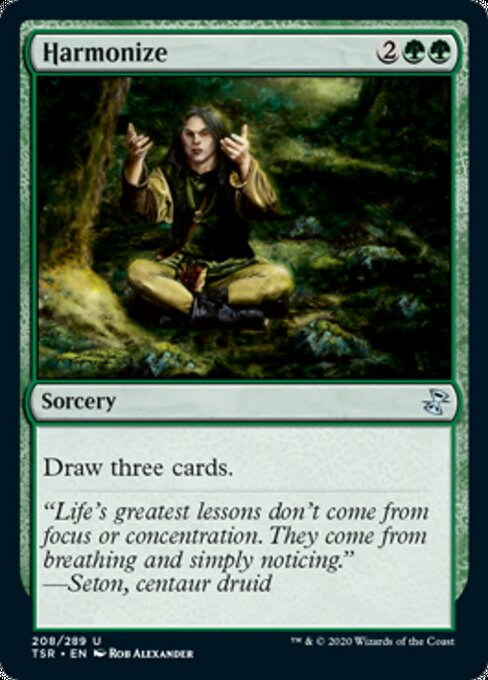 Harmonize 2
Sorcery
Draw three cards.
“Life’s greatest lessons don’t come from
focus or concentration. They come from
breathing and simply noticing.”
—Seton, centaur druid
208/289 U
TSR • EN Rob Alexander
™ & © 2020 Wizards of the Coast